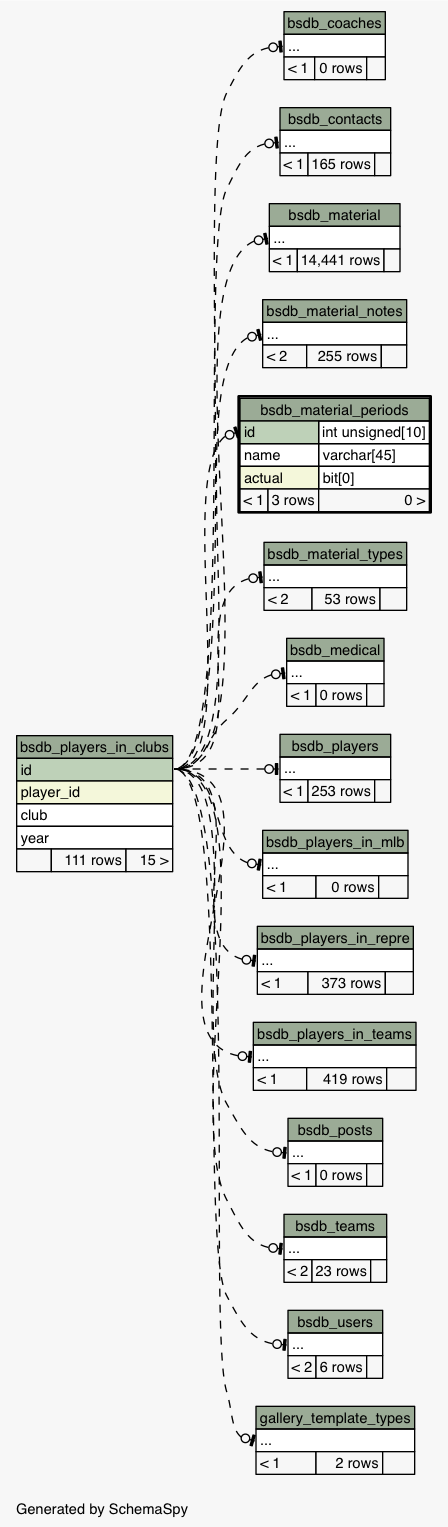 bsdb_coaches
...
< 1 0 rows
bsdb_contacts
...
< 1 165 rows
bsdb_material
...
< 1 14,441 rows
bsdb_material_notes
...
< 2 255 rows
bsdb_material_periods
id int unsigned[10]
name varchar[45]
actual bit[0]
< 1 3 rows 0 >
bsdb_material_types
...
< 2 53 rows
bsdb_medical
...
< 1 0 rows
bsdb_players_in_clubs
id
player_id
club
year
111 rows 15 >
bsdb_players
...
< 1 253 rows
bsdb_players_in_mlb
...
< 1 0 rows
bsdb_players_in_repre
...
< 1 373 rows
bsdb_players_in_teams
...
< 1 419 rows
bsdb_posts
...
< 1 0 rows
bsdb_teams
...
< 2 23 rows
bsdb_users
...
< 2 6 rows
gallery_template_types
...
< 1 2 rows
Generated by SchemaSpy